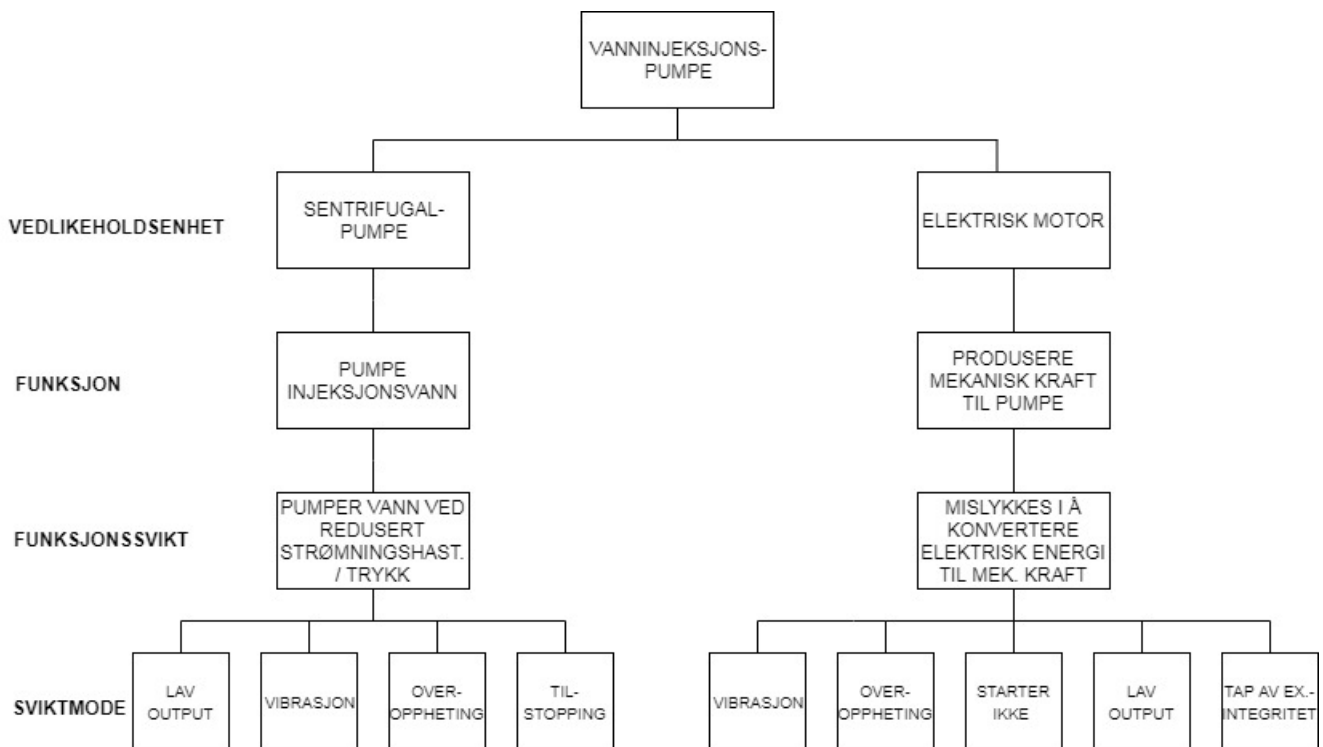 VANNINJEKSJONS-
PUMPE
VEDLIKEHOLDSENHET
SENTRIFUGAL-
PUMPE
ELEKTRISK MOTOR
FUNKSJON
PUMPE
INJEKSJONSVANN
PRODUSERE
MEKANISK KRAFT
TIL PUMPE
FUNKSJONSSVIKT
PUMPER VANN VED
REDUSERT
STRØMNINGSHAST.
/ TRYKK
MISLYKKES I Å
KONVERTERE
ELEKTRISK ENERGI
TIL MEK. KRAFT
SVIKTMODE
LAV
OUTPUT
VIBRASJON
OVER-
OPPHETING
TIL-
STOPPING
VIBRASJON
OVER-
OPPHETING
STARTER
IKKE
LAV
OUTPUT
TAP AV EX.-
INTEGRITET